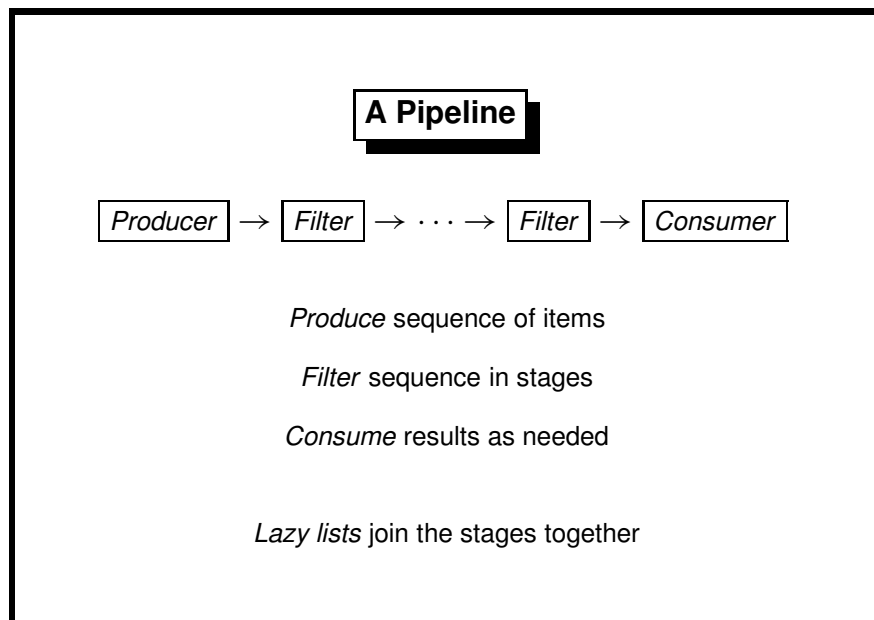 A Pipeline
Producer → Filter → · · · → Filter → Consumer
Produce sequence of items
Filter sequence in stages
Consume results as needed
Lazy lists join the stages together